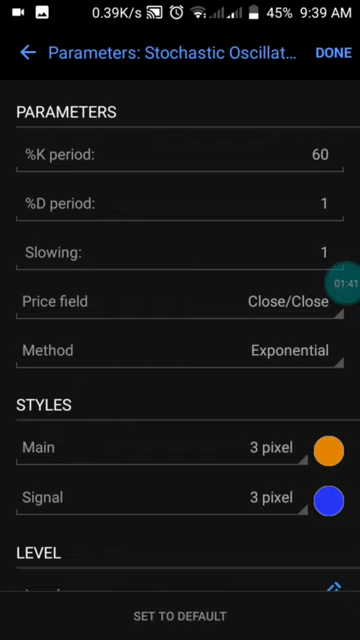 0.39K/s 45% 9:39 AM
Parameters: Stochastic Oscillat... DONE
PARAMETERS
%K period: 60
%D period: 1
Slowing: 1
01:41
Price field Close/Close
Method Exponential
STYLES
Main 3 pixel
Signal 3 pixel
LEVEL
SET TO DEFAULT